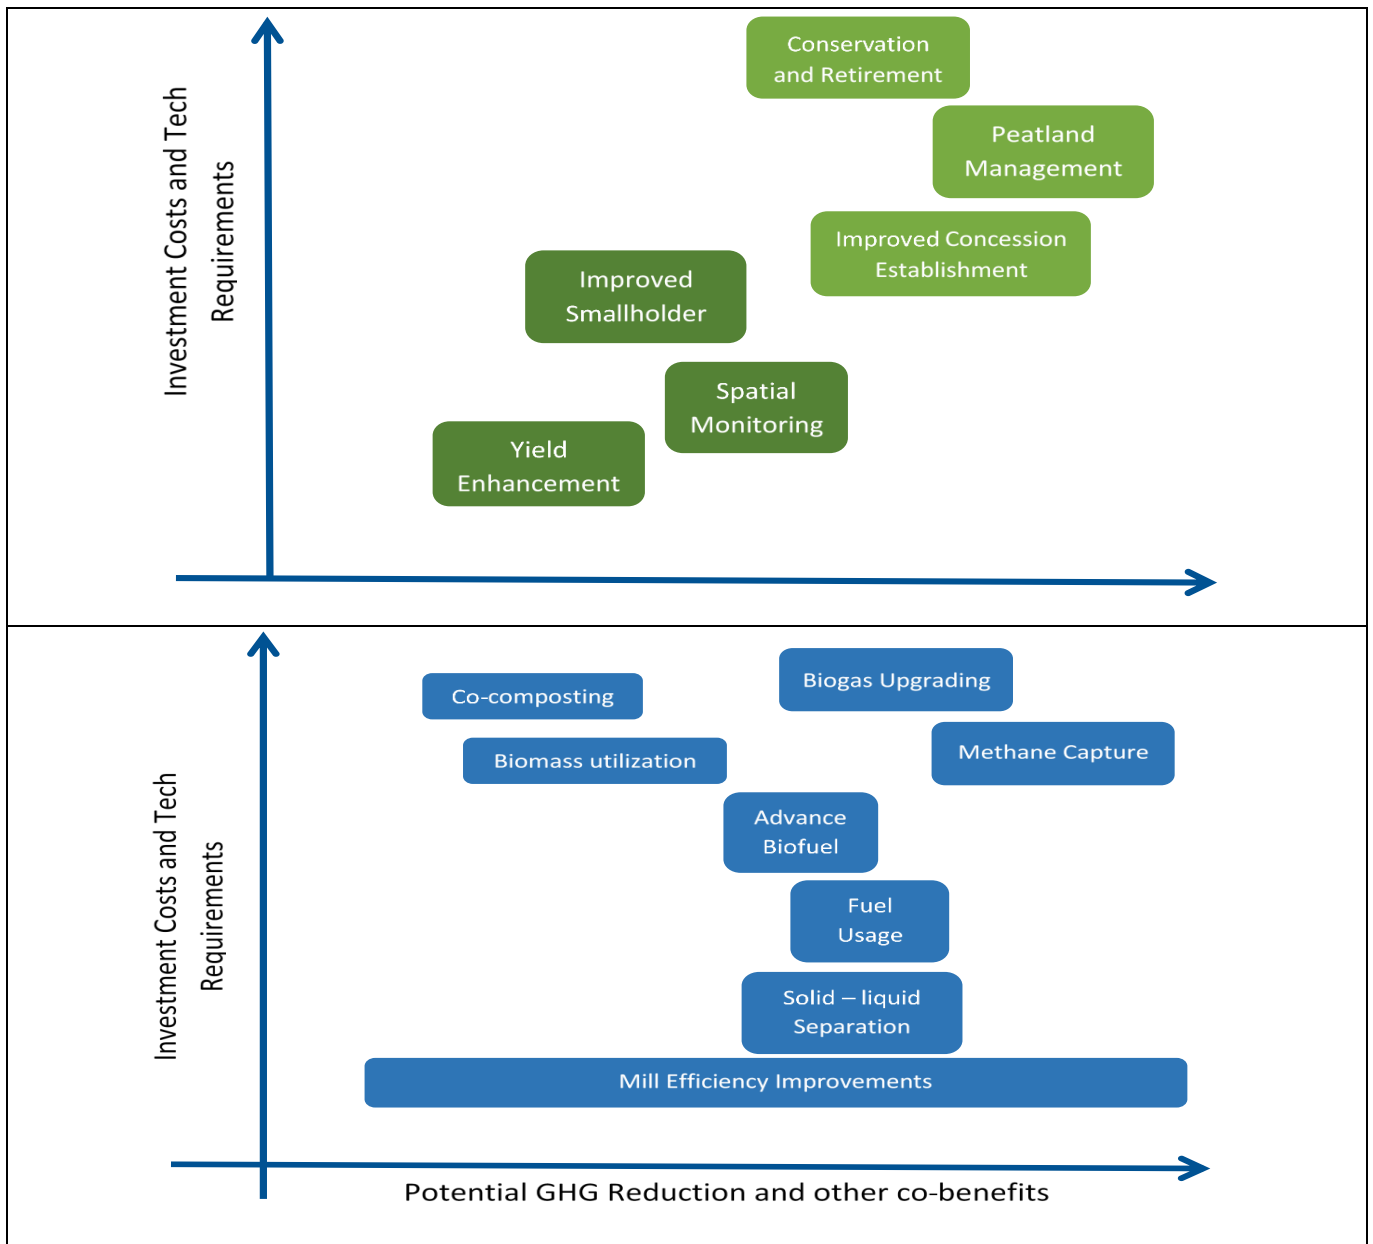 Investment Costs and Tech
Requirements
Conservation
and Retirement
Peatland
Management
Improved Concession
Establishment
Improved
Smallholder
Spatial
Monitoring
Yield
Enhancement
Investment Costs and Tech
Requirements
Co-composting
Biogas Upgrading
Biomass utilization
Methane Capture
Advance
Biofuel
Fuel
Usage
Solid – liquid
Separation
Mill Efficiency Improvements
Potential GHG Reduction and other co-benefits